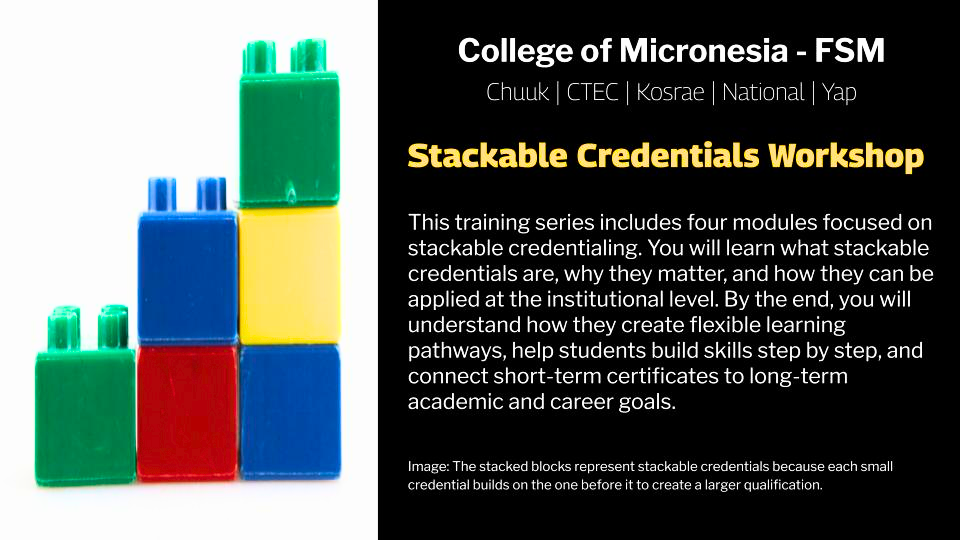 College of Micronesia - FSM
Chuuk | CTEC | Kosrae | National | Yap
Stackable Credentials Workshop
This training series includes four modules focused on
stackable credentialing. You will learn what stackable
credentials are, why they matter, and how they can be
applied at the institutional level. By the end, you will
understand how they create flexible learning
pathways, help students build skills step by step, and
connect short-term certificates to long-term
academic and career goals.
Image: The stacked blocks represent stackable credentials because each small
credential builds on the one before it to create a larger qualification.